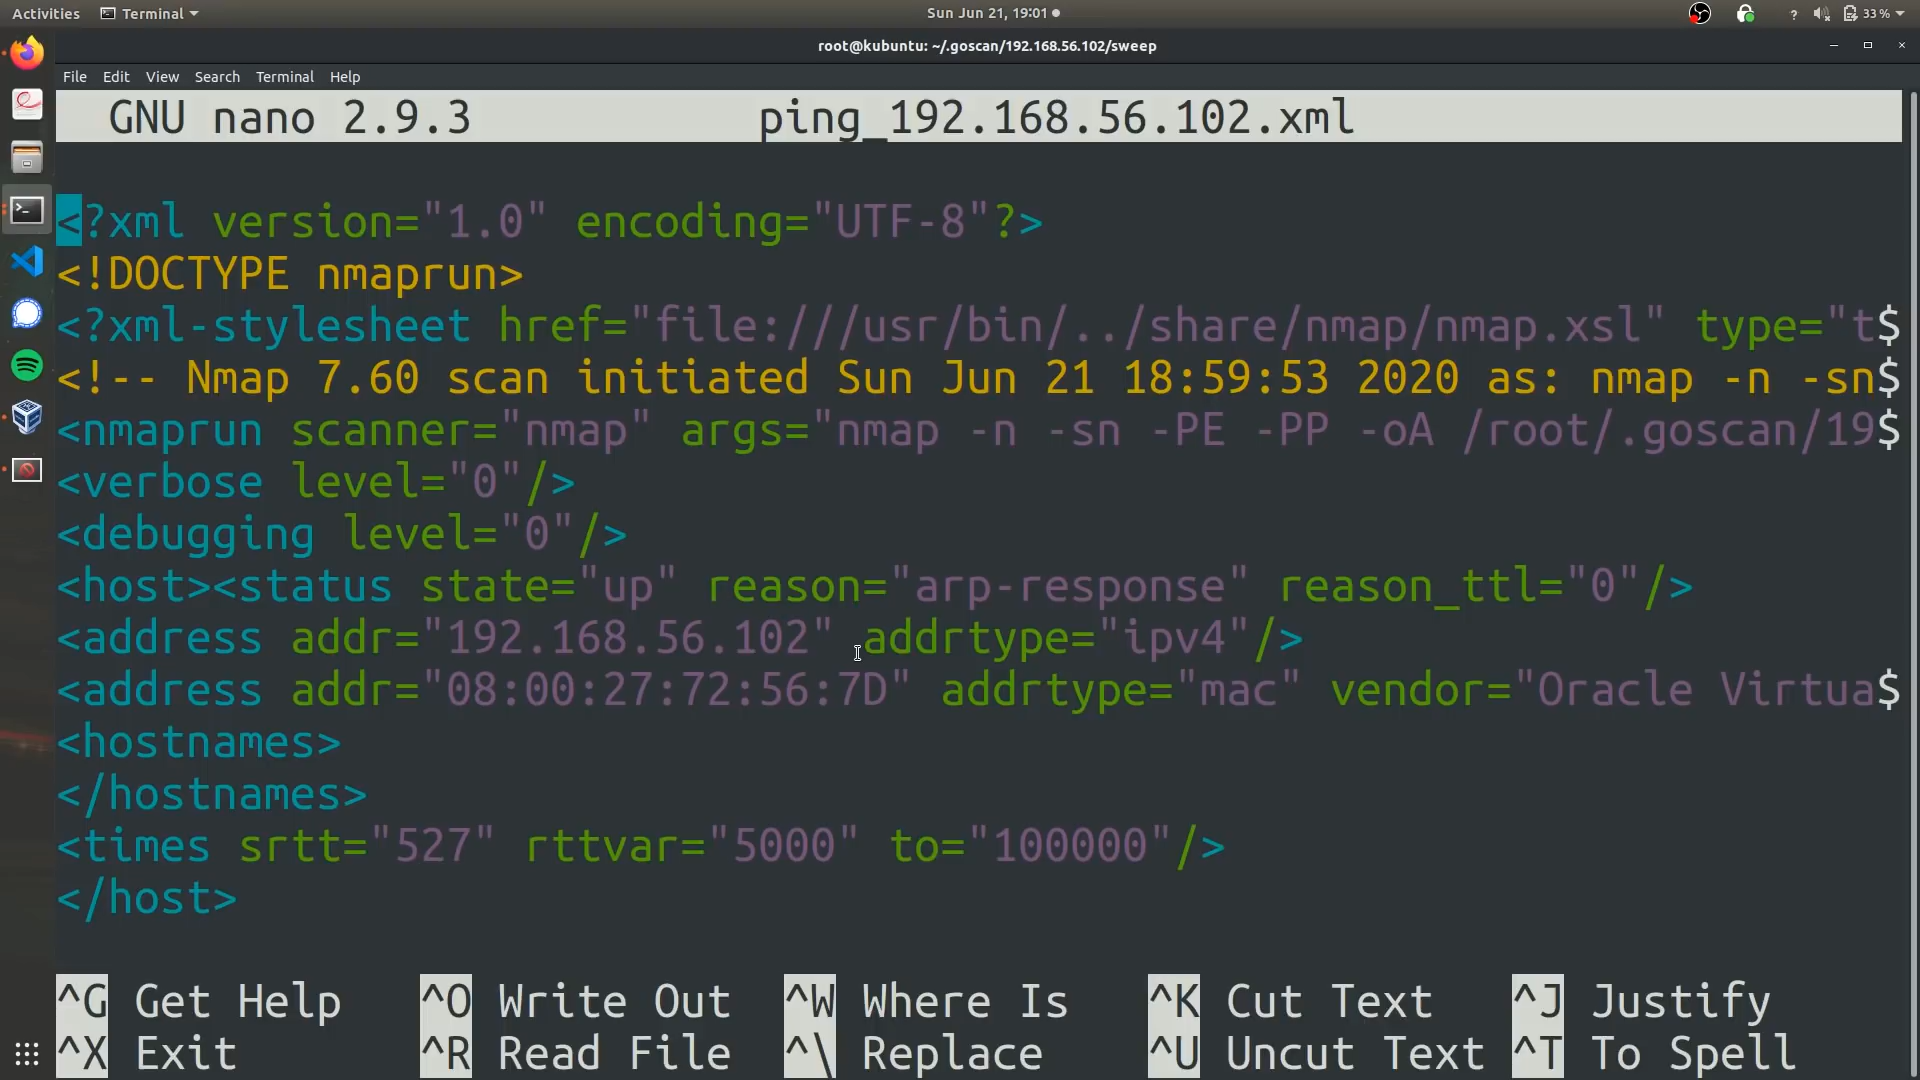 Activities Terminal Sun Jun 21, 19:01 ? 33 %
root@kubuntu: ~/.goscan/192.168.56.102/sweep
File Edit View Search Terminal Help
GNU nano 2.9.3 ping_192.168.56.102.xml
<?xml version="1.0" encoding="UTF-8"?>
<!DOCTYPE nmaprun>
<?xml-stylesheet href="file:///usr/bin/../share/nmap/nmap.xsl" type="t$
<!-- Nmap 7.60 scan initiated Sun Jun 21 18:59:53 2020 as: nmap -n -sn$
<nmaprun scanner="nmap" args="nmap -n -sn -PE -PP -oA /root/.goscan/19$
<verbose level="0"/>
<debugging level="0"/>
<host><status state="up" reason="arp-response" reason_ttl="0"/>
<address addr="192.168.56.102" addrtype="ipv4"/>
<address addr="08:00:27:72:56:7D" addrtype="mac" vendor="Oracle Virtua$
<hostnames>
</hostnames>
<times srtt="527" rttvar="5000" to="100000"/>
</host>
^G Get Help ^O Write Out ^W Where Is ^K Cut Text ^J Justify
^X Exit ^R Read File ^\ Replace ^U Uncut Text ^T To Spell